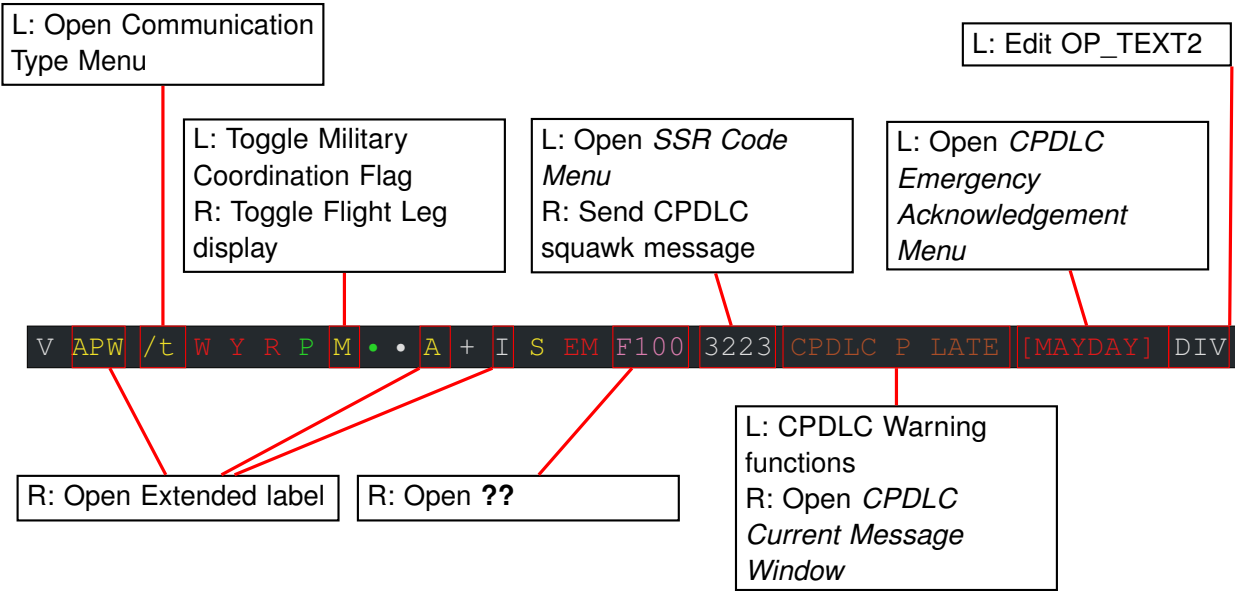 L: Open Communication
Type Menu
L: Edit OP_TEXT2
L: Toggle Military
Coordination Flag
R: Toggle Flight Leg
display
L: Open SSR Code
Menu
R: Send CPDLC
squawk message
L: Open CPDLC
Emergency
Acknowledgement
Menu
V APW /t W Y R P M • • A + I S EM F100 3223 CPDLC P LATE [MAYDAY] DIV
R: Open Extended label
R: Open ??
L: CPDLC Warning
functions
R: Open CPDLC
Current Message
Window